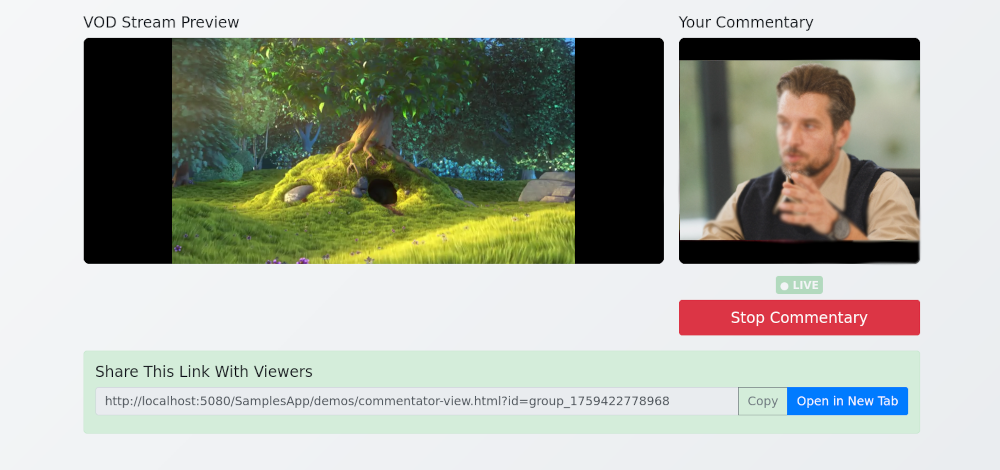 VOD Stream Preview
Your Commentary
LIVE
Stop Commentary
Share This Link With Viewers
http://localhost:5080/SamplesApp/demos/commentator-view.html?id=group_1759422778968
Copy
Open in New Tab